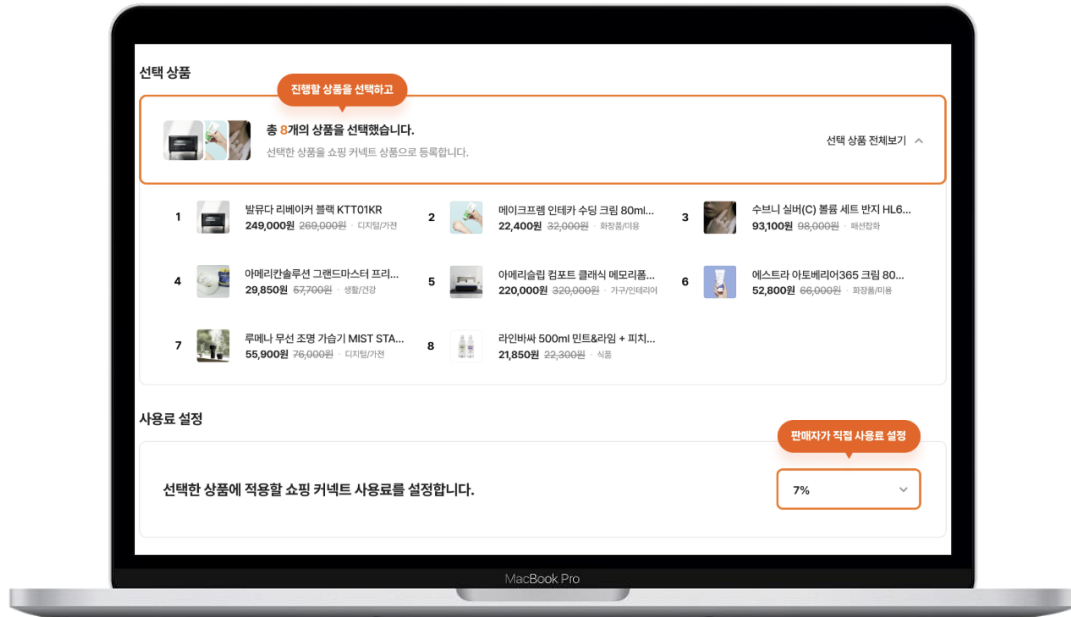 선택 상품
진행할 상품을 선택하고
총 8개의 상품을 선택했습니다.
선택한 상품을 쇼핑 커넥트 상품으로 등록합니다.
선택 상품 전체보기
1
발뮤다 리베이커 블랙 KTT01KR
249,000원 269,000원 · 디지털/가전
2
메이크프렘 인테카 수딩 크림 80ml...
22,400원 32,000원 · 화장품/미용
3
수브니 실버(C) 볼륨 세트 반지 HL6...
93,100원 98,000원 · 패션잡화
4
아메리칸솔루션 그랜드마스터 프리...
29,850원 57,700원 · 생활/건강
5
아메리슬립 컴포트 클래식 메모리폼...
220,000원 320,000원 · 가구/인테리어
6
에스트라 아토베리어365 크림 80...
52,800원 66,000원 · 화장품/미용
7
루메나 무선 조명 가습기 MIST STA...
55,900원 76,000원 · 디지털/가전
8
라인바싸 500ml 민트&라임 + 피치...
21,850원 22,300원 · 식품
사용료 설정
판매자가 직접 사용료 설정
선택한 상품에 적용할 쇼핑 커넥트 사용료를 설정합니다.
7%
MacBook Pro